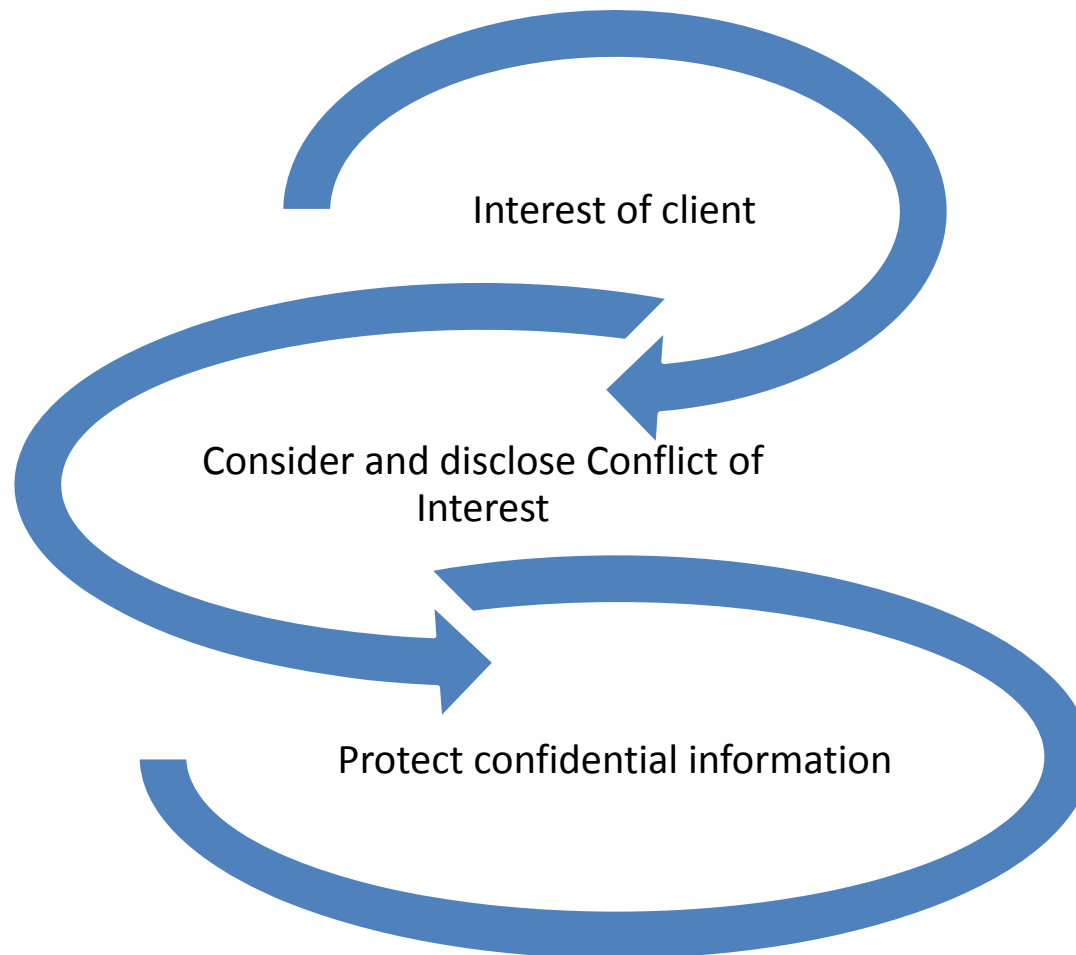 Interest of client
Consider and disclose Conflict of
Interest
Protect confidential information